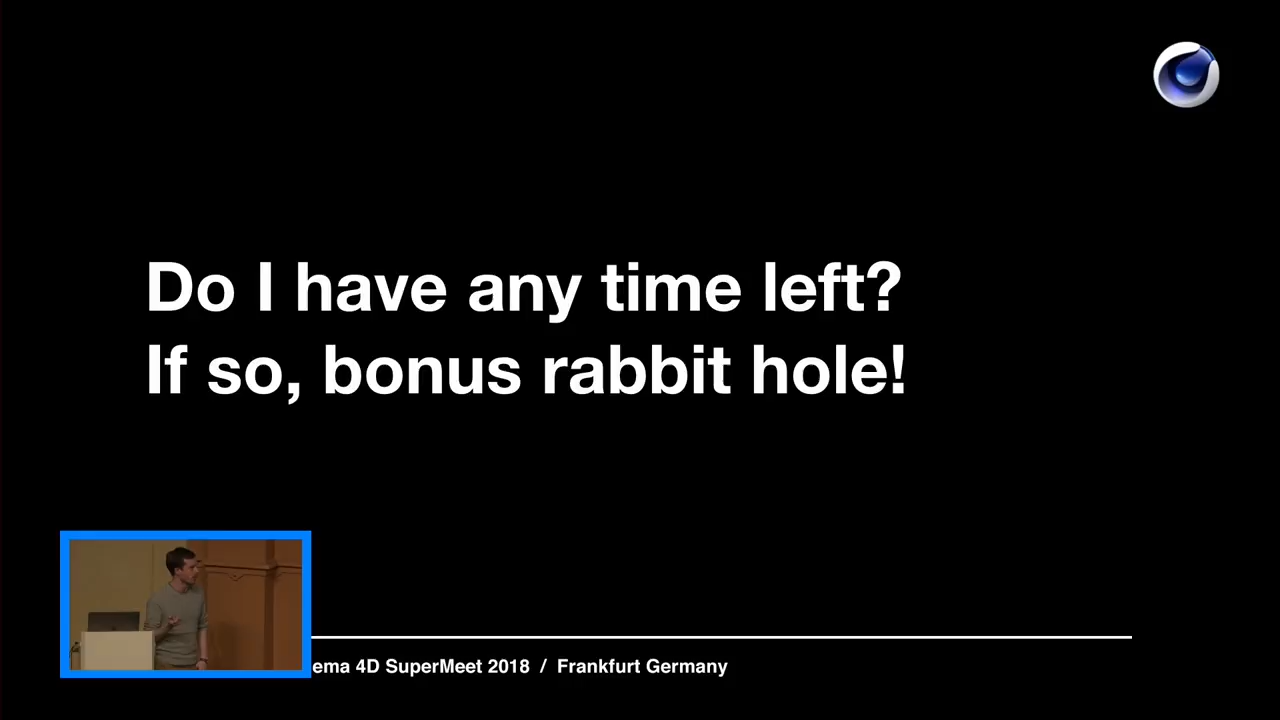 Do I have any time left?
If so, bonus rabbit hole!
ema 4D SuperMeet 2018 / Frankfurt Germany